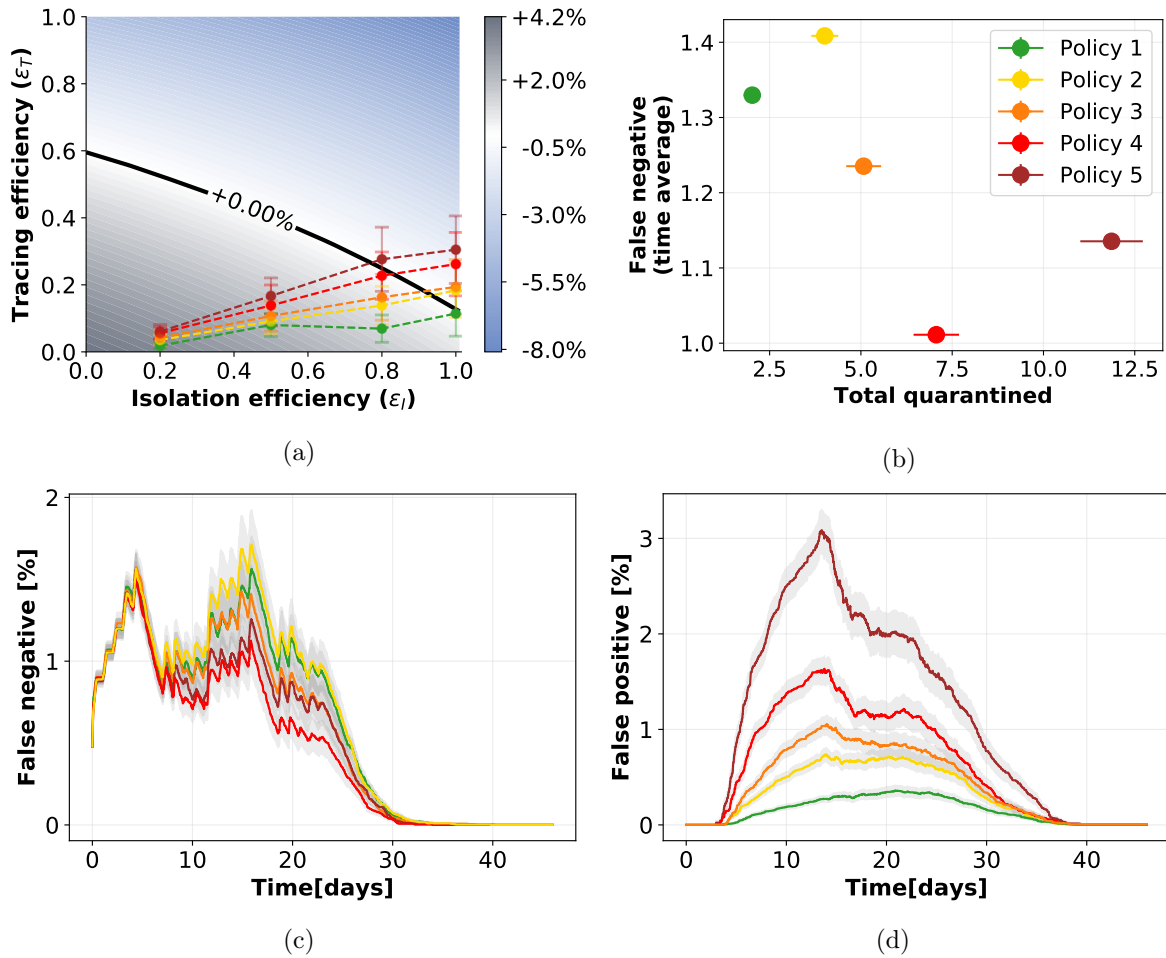 1.0
0.8
0.6
0.4
0.2
0.0
Tracing efficiency (εT)
+0.00%
0.0 0.2 0.4 0.6 0.8 1.0
Isolation efficiency (εI)
+4.2%
+2.0%
-0.5%
-3.0%
-5.5%
-8.0%
(a)
1.4
1.3
1.2
1.1
1.0
False negative
(time average)
Policy 1
Policy 2
Policy 3
Policy 4
Policy 5
2.5 5.0 7.5 10.0 12.5
Total quarantined
(b)
2
1
0
False negative [%]
0 10 20 30 40
Time[days]
(c)
3
2
1
0
False positive [%]
0 10 20 30 40
Time[days]
(d)